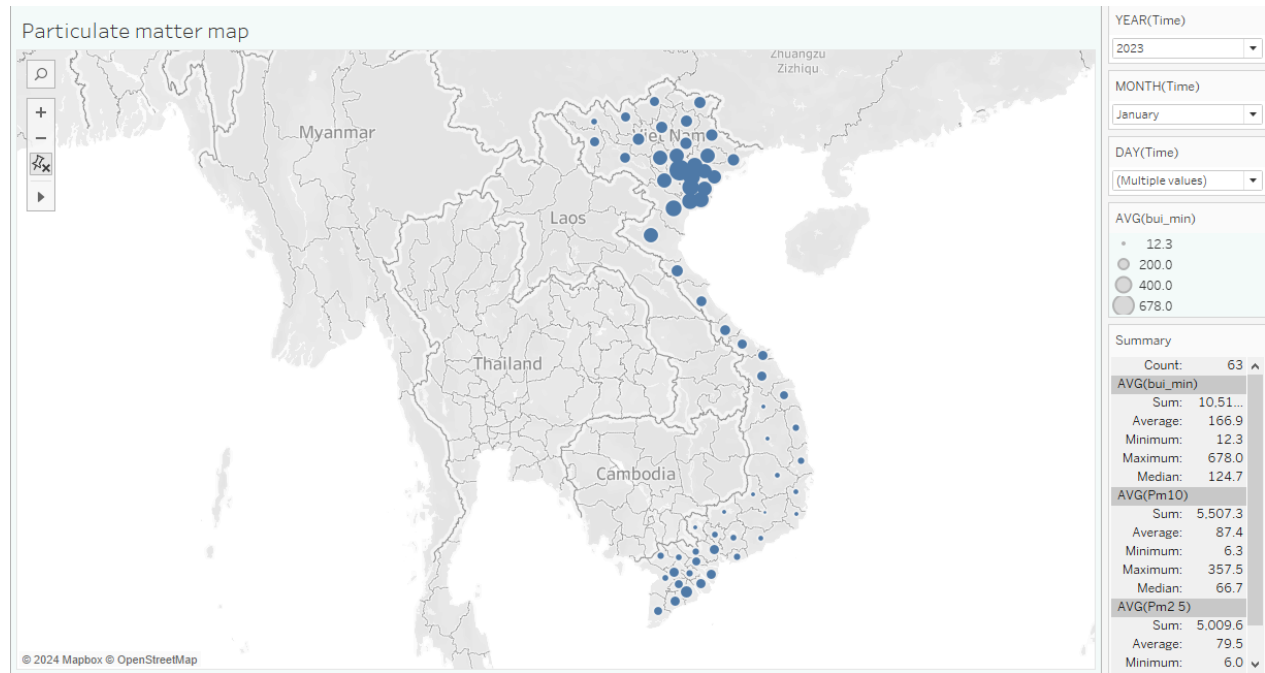 Particulate matter map
Zhuangzu
Zizhiqu
Myanmar
Viet Nam
Laos
Thailand
Cambodia
© 2024 Mapbox © OpenStreetMap
YEAR(Time)
2023
MONTH(Time)
January
DAY(Time)
(Multiple values)
AVG(bui_min)
12.3
200.0
400.0
678.0
Summary
Count: 63
AVG(bui_min)
Sum: 10,51...
Average: 166.9
Minimum: 12.3
Maximum: 678.0
Median: 124.7
AVG(Pm10)
Sum: 5,507.3
Average: 87.4
Minimum: 6.3
Maximum: 357.5
Median: 66.7
AVG(Pm2 5)
Sum: 5,009.6
Average: 79.5
Minimum: 6.0